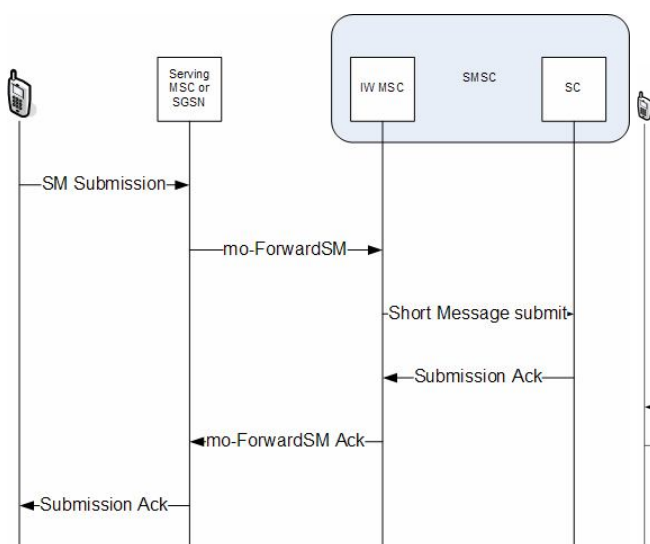 Serving
MSC or
SGSN
IW MSC
SMSC
SC
SM Submission
mo-ForwardSM
Short Message submit
Submission Ack
mo-ForwardSM Ack
Submission Ack